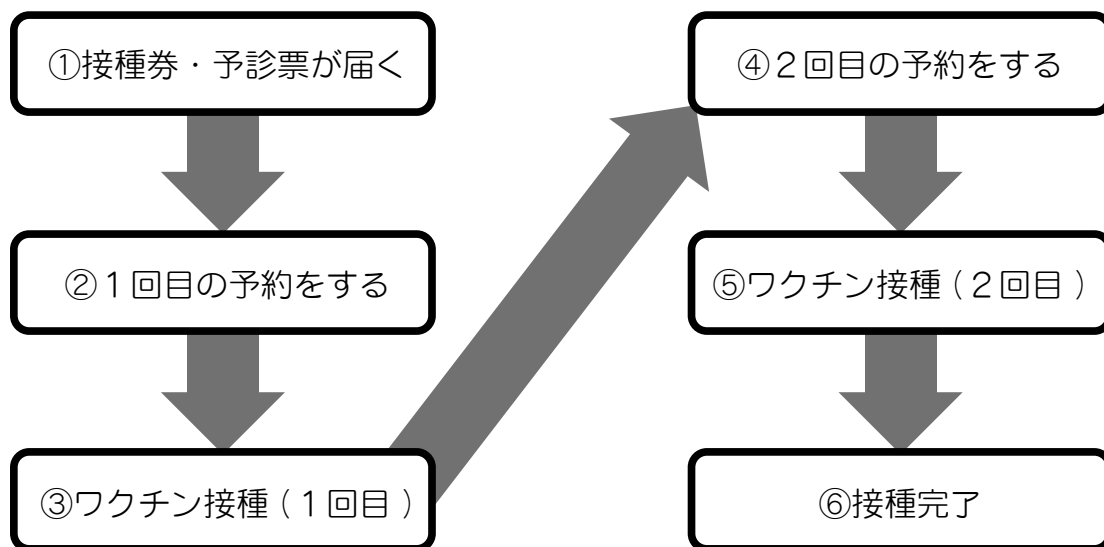 ①接種券・予診票が届く
②１回目の予約をする
③ワクチン接種（１回目）
④２回目の予約をする
⑤ワクチン接種（２回目）
⑥接種完了